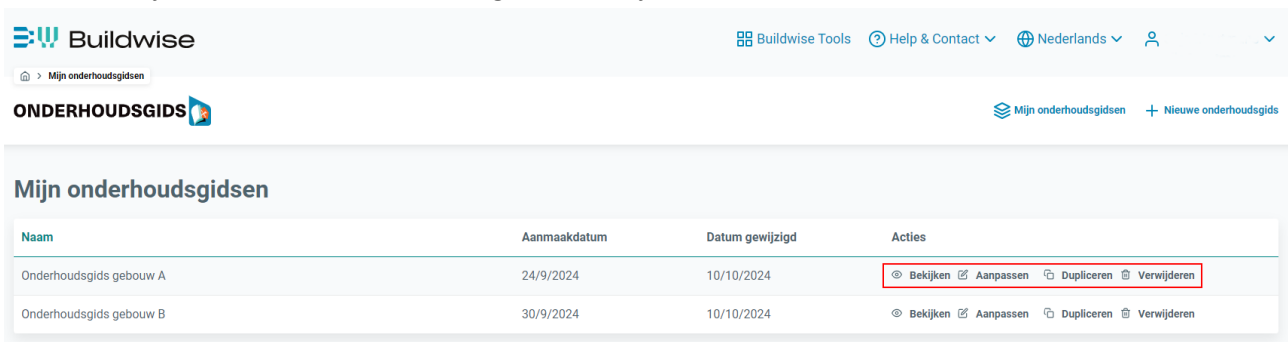 Buildwise
Buildwise Tools Help & Contact Nederlands
> Mijn onderhoudsgidsen
ONDERHOUDSGIDS
Mijn onderhoudsgidsen + Nieuwe onderhoudsgids
Mijn onderhoudsgidsen
Naam Aanmaakdatum Datum gewijzigd Acties
Onderhoudsgids gebouw A 24/9/2024 10/10/2024 Bekijken Aanpassen Dupliceren Verwijderen
Onderhoudsgids gebouw B 30/9/2024 10/10/2024 Bekijken Aanpassen Dupliceren Verwijderen